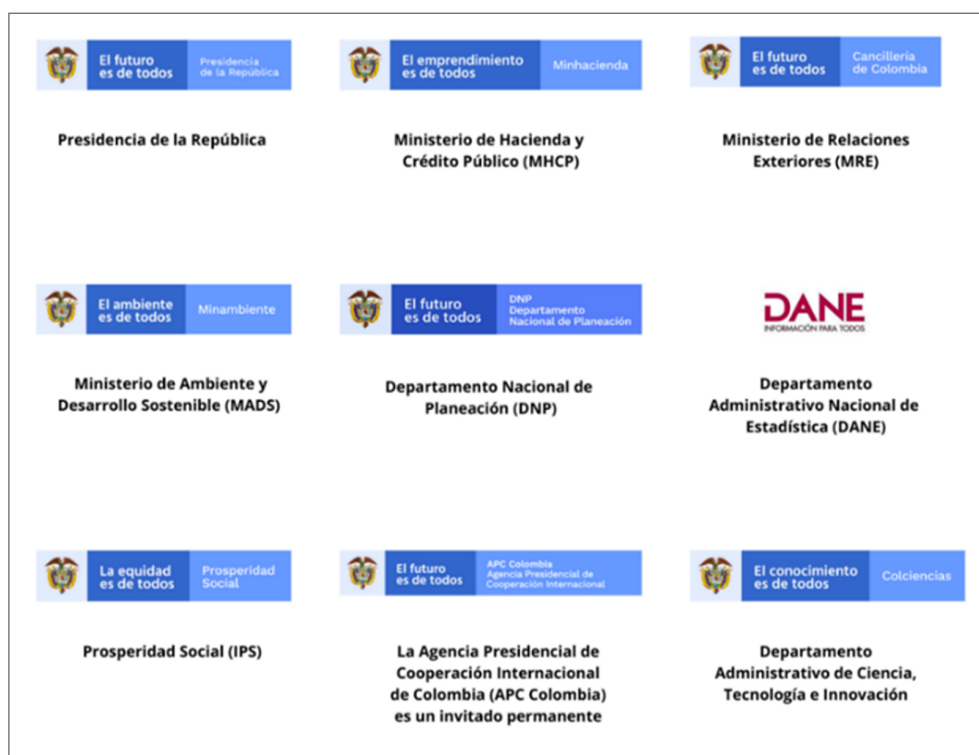 El futuro
es de todos
Presidencia
de la República
Presidencia de la República
El emprendimiento
es de todos
Minhacienda
Ministerio de Hacienda y
Crédito Público (MHCP)
El futuro
es de todos
Cancillería
de Colombia
Ministerio de Relaciones
Exteriores (MRE)
El ambiente
es de todos
Minambiente
Ministerio de Ambiente y
Desarrollo Sostenible (MADS)
El futuro
es de todos
DNP
Departamento
Nacional de Planeación
Departamento Nacional de
Planeación (DNP)
DANE
INFORMACIÓN PARA TODOS
Departamento
Administrativo Nacional de
Estadística (DANE)
La equidad
es de todos
Prosperidad
Social
Prosperidad Social (IPS)
El futuro
es de todos
APC Colombia
Agencia Presidencial de
Cooperación Internacional
La Agencia Presidencial de
Cooperación Internacional
de Colombia (APC Colombia)
es un invitado permanente
El conocimiento
es de todos
Colciencias
Departamento
Administrativo de Ciencia,
Tecnología e Innovación